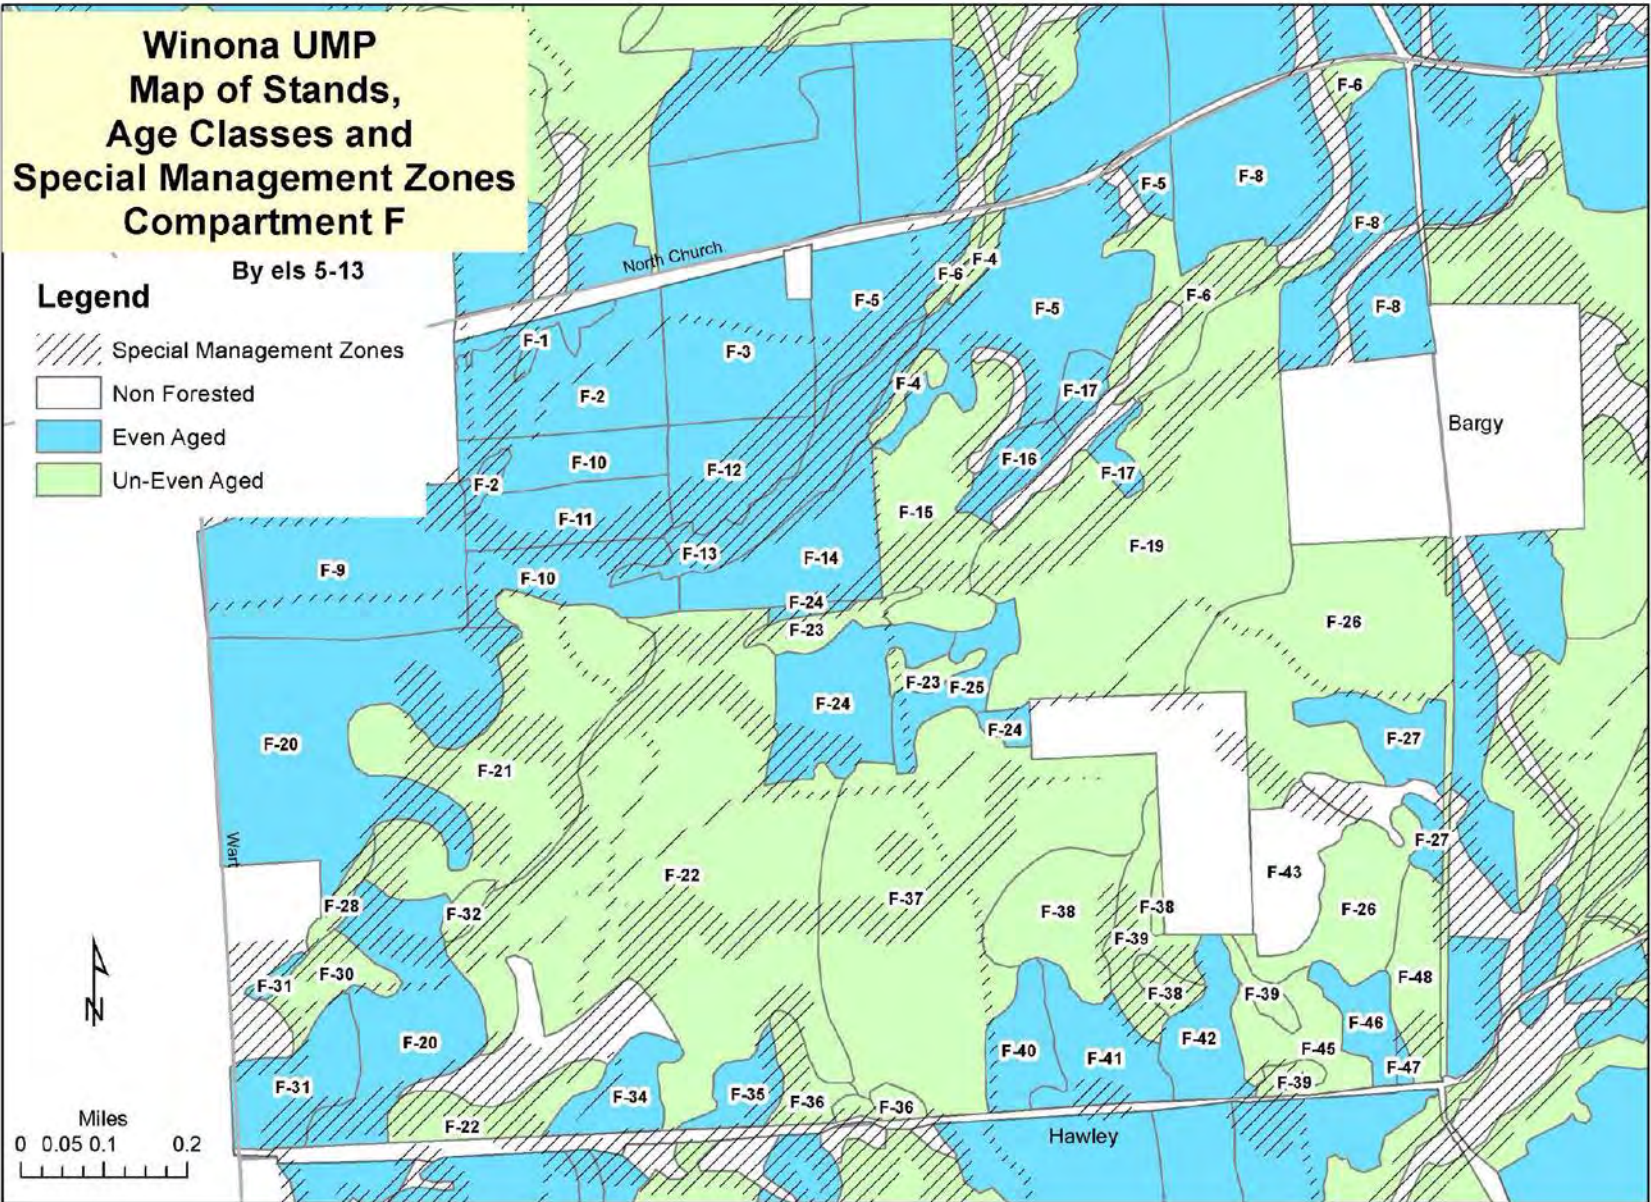 Winona UMP
Map of Stands,
Age Classes and
Special Management Zones
Compartment F
By els 5-13
Legend
Special Management Zones
Non Forested
Even Aged
Un-Even Aged
F-6
F-5
F-8
F-8
North Church
F-4
F-6
F-5
F-5
F-6
F-8
F-1
F-3
F-4
F-17
F-2
Bargy
F-10
F-12
F-16
F-17
F-2
F-11
F-15
F-13
F-14
F-19
F-9
F-10
F-24
F-23
F-26
F-23
F-25
F-24
F-24
F-20
F-21
F-27
Wart
F-27
F-22
F-43
F-37
F-28
F-32
F-38
F-38
F-26
F-39
F-31
F-30
F-38
F-39
F-48
N
F-20
F-40
F-41
F-42
F-46
F-45
F-47
F-31
F-34
F-35
F-36
F-36
F-39
F-22
Hawley
Miles
0 0.05 0.1 0.2